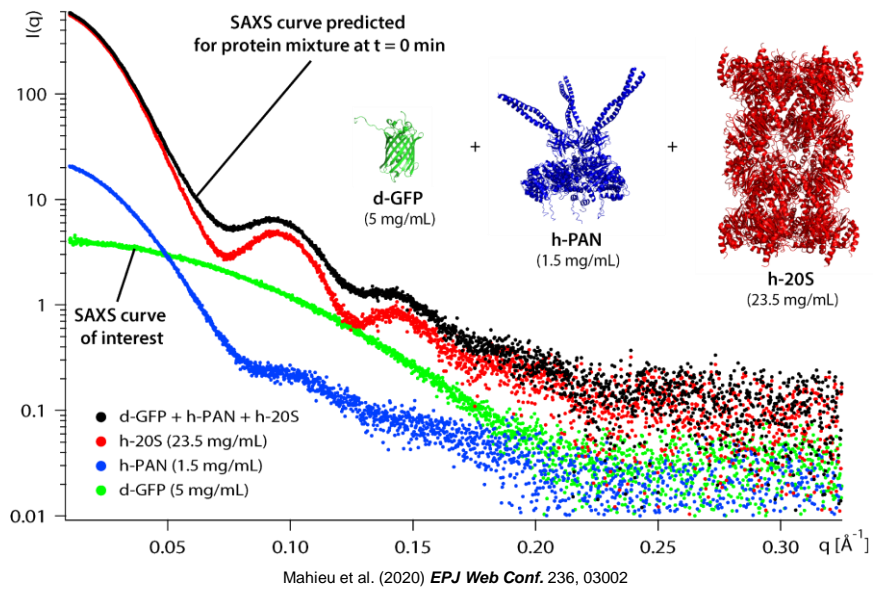 I(q)
SAXS curve predicted
for protein mixture at t = 0 min
100
10
1
0.1
0.01
d-GFP
(5 mg/mL)
+
h-PAN
(1.5 mg/mL)
+
h-20S
(23.5 mg/mL)
SAXS curve
of interest
d-GFP + h-PAN + h-20S
h-20S (23.5 mg/mL)
h-PAN (1.5 mg/mL)
d-GFP (5 mg/mL)
0.05
0.10
0.15
0.20
0.25
0.30
q [Å⁻¹]
Mahieu et al. (2020) EPJ Web Conf. 236, 03002